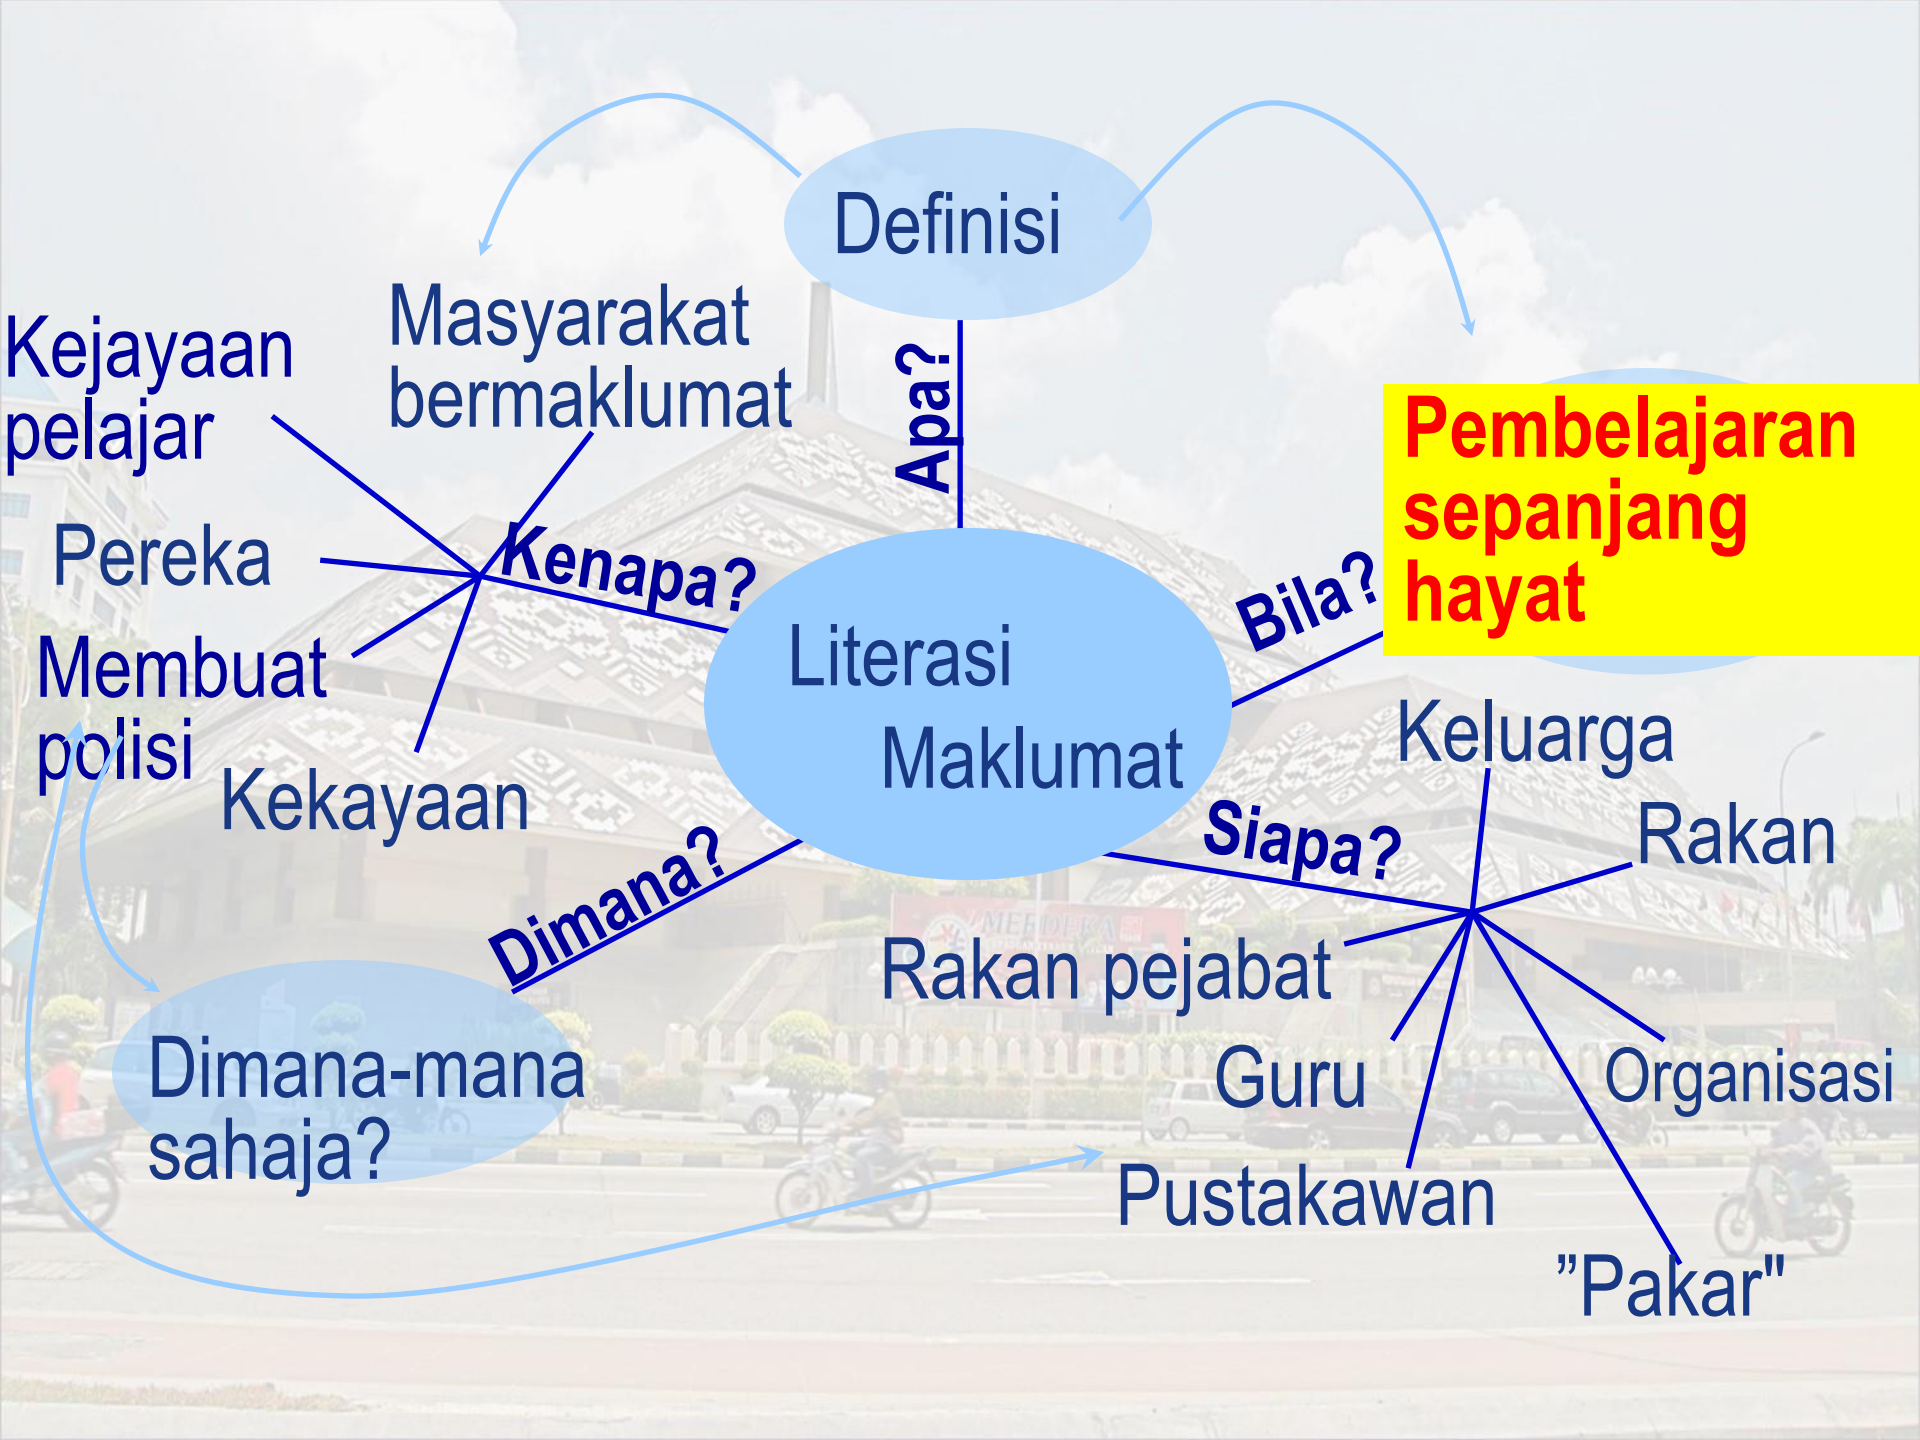 Definisi
Masyarakat
bermaklumat
Kejayaan
pelajar
Apa?
Pembelajaran
sepanjang
hayat
Pereka
Kenapa?
Bila?
Literasi
Maklumat
Membuat
polisi
Kekayaan
Keluarga
Rakan
Siapa?
Dimana?
MERDEKA
Rakan pejabat
Guru
Organisasi
Dimana-mana
sahaja?
Pustakawan
”Pakar"